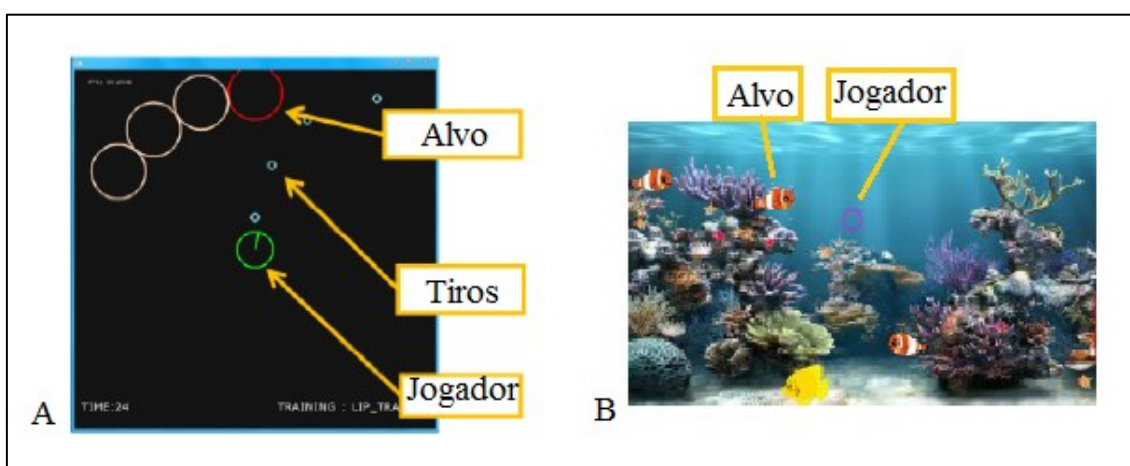 Alvo
Tiros
Jogador
TIME:24
TRAINING : LIP_TRA
A
Alvo
Jogador
B